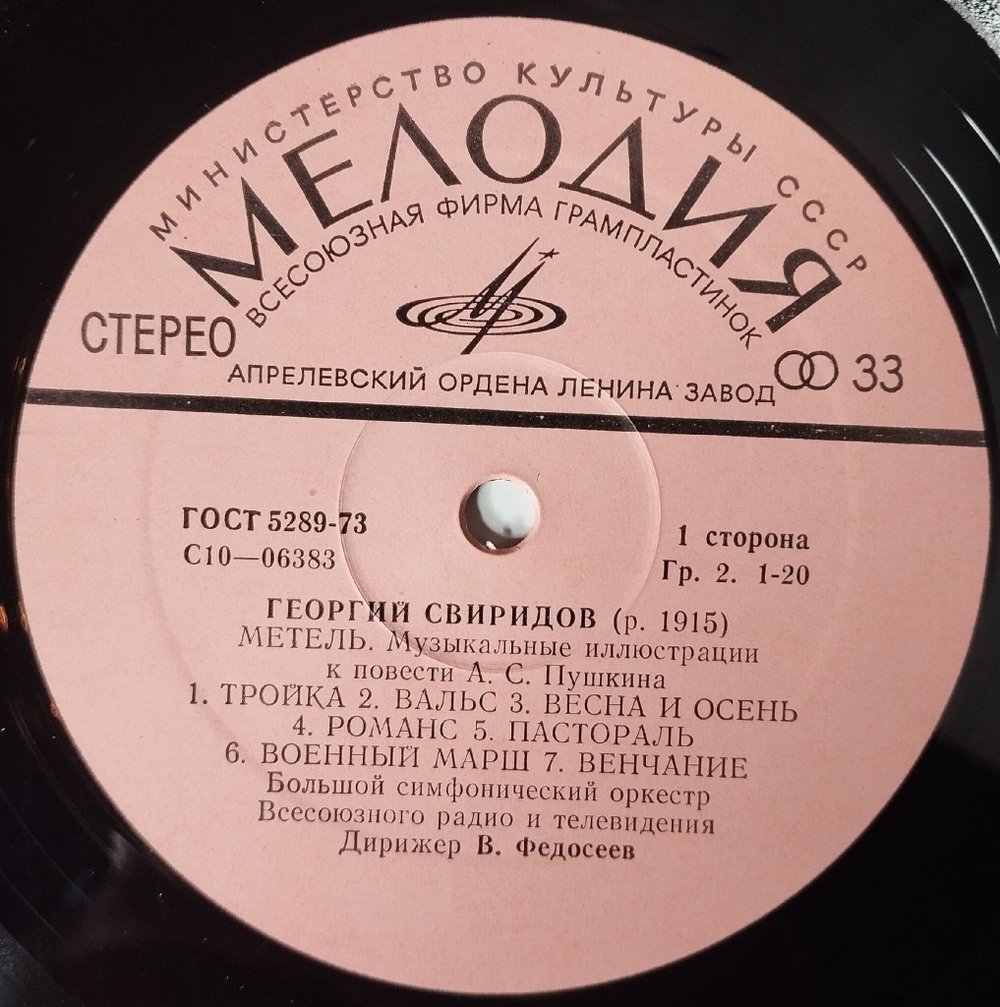 МИНИСТЕРСТВО КУЛЬТУРЫ СССР
МЕЛОДИЯ
ВСЕСОЮЗНАЯ ФИРМА ГРАМПЛАСТИНОК
СТЕРЕО
33
АПРЕЛЕВСКИЙ ОРДЕНА ЛЕНИНА ЗАВОД
ГОСТ 5289-73
С10—06383
1 сторона
Гр. 2. 1-20
ГЕОРГИЙ СВИРИДОВ (р. 1915)
МЕТЕЛЬ. Музыкальные иллюстрации
к повести А. С. Пушкина
1. ТРОЙКА 2. ВАЛЬС 3. ВЕСНА И ОСЕНЬ
4. РОМАНС 5. ПАСТОРАЛЬ
6. ВОЕННЫЙ МАРШ 7. ВЕНЧАНИЕ
Большой симфонический оркестр
Всесоюзного радио и телевидения
Дирижер В. Федосеев